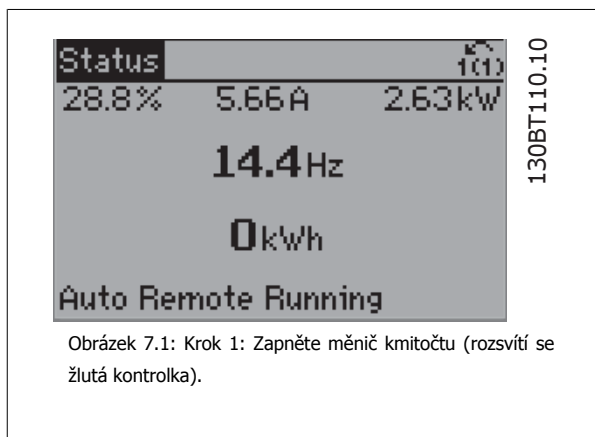 Status
1(1)
28.8% 5.66A 2.63kW
14.4Hz
0kWh
Auto Remote Running
130BT110.10
Obrázek 7.1: Krok 1: Zapněte měnič kmitočtu (rozsvítí se
žlutá kontrolka).